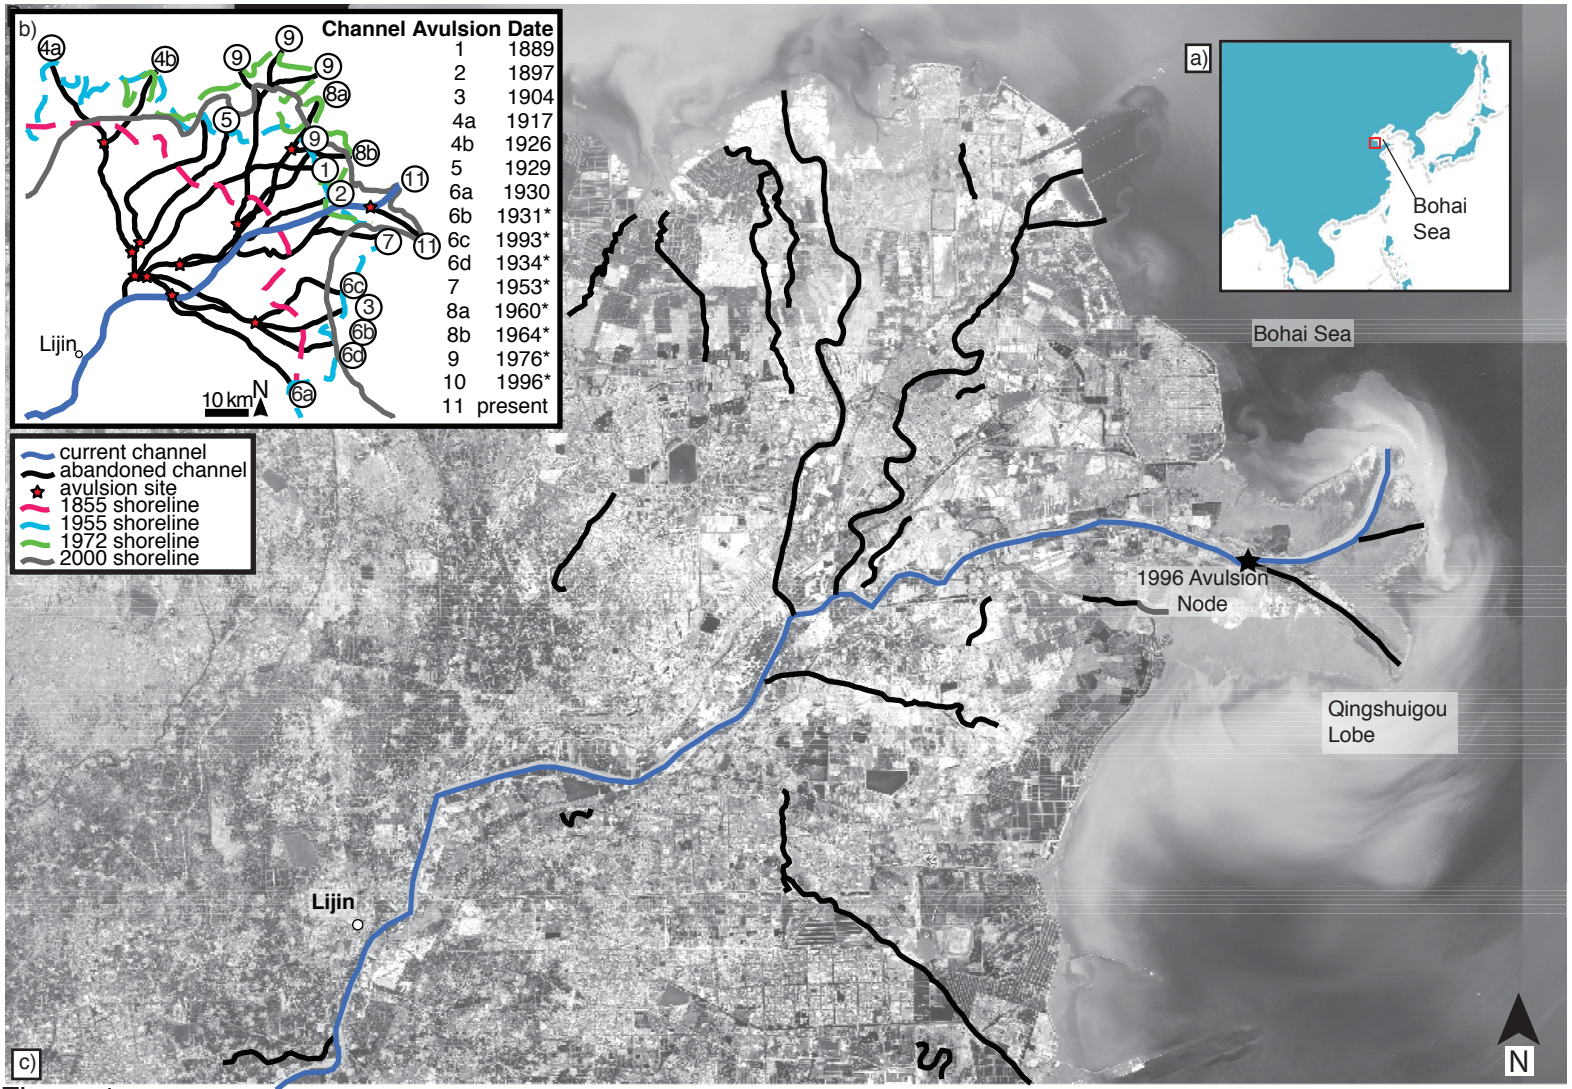 b)
Channel Avulsion Date
1 1889
2 1897
3 1904
4a 1917
4b 1926
5 1929
6a 1930
6b 1931*
6c 1993*
6d 1934*
7 1953*
8a 1960*
8b 1964*
9 1976*
10 1996*
11 present
4a
4b
9
9
9
8a
5
9
8b
1
11
2
7
11
6c
3
6b
6d
6a
Lijin
10 km
N
current channel
abandoned channel
avulsion site
1855 shoreline
1955 shoreline
1972 shoreline
2000 shoreline
a)
Bohai
Sea
Bohai Sea
1996 Avulsion
Node
Qingshuigou
Lobe
Lijin
c)
N